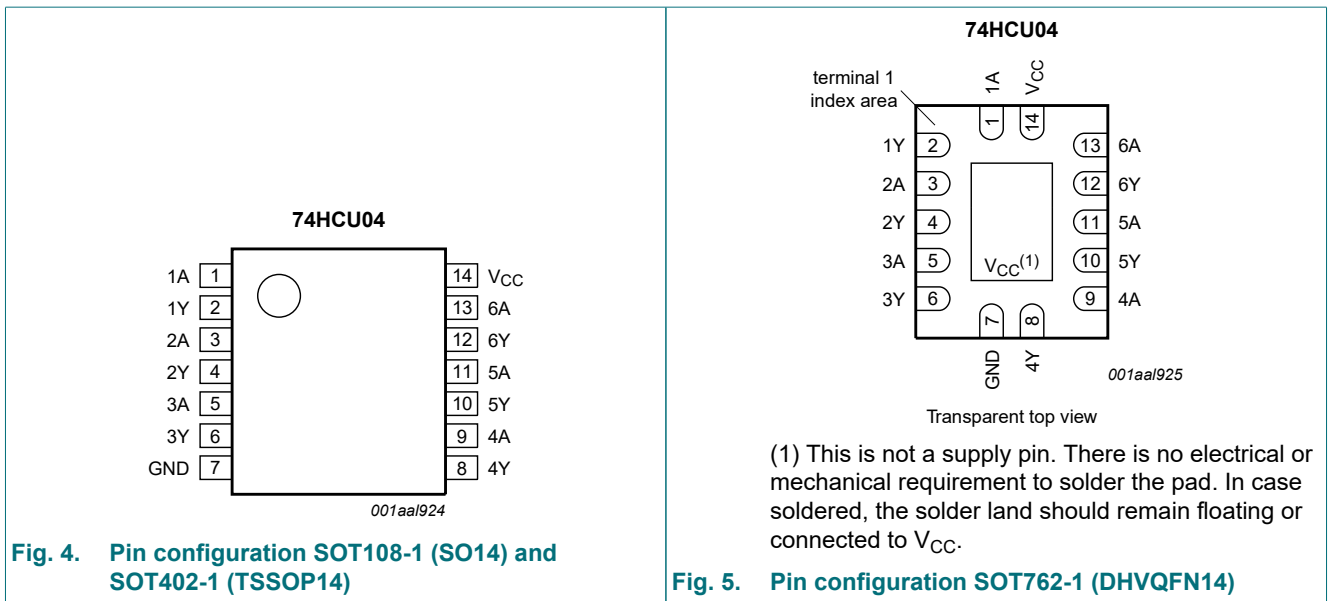 74HCU04
1A 1
1Y 2
2A 3
2Y 4
3A 5
3Y 6
GND 7
14 VCC
13 6A
12 6Y
11 5A
10 5Y
9 4A
8 4Y
001aal924
Fig. 4. Pin configuration SOT108-1 (SO14) and
SOT402-1 (TSSOP14)
74HCU04
terminal 1
index area
1A
VCC
1
14
1Y 2
2A 3
2Y 4
3A 5
3Y 6
13 6A
12 6Y
11 5A
10 5Y
9 4A
VCC(1)
7
8
GND
4Y
001aal925
Transparent top view
(1) This is not a supply pin. There is no electrical or
mechanical requirement to solder the pad. In case
soldered, the solder land should remain floating or
connected to VCC.
Fig. 5. Pin configuration SOT762-1 (DHVQFN14)